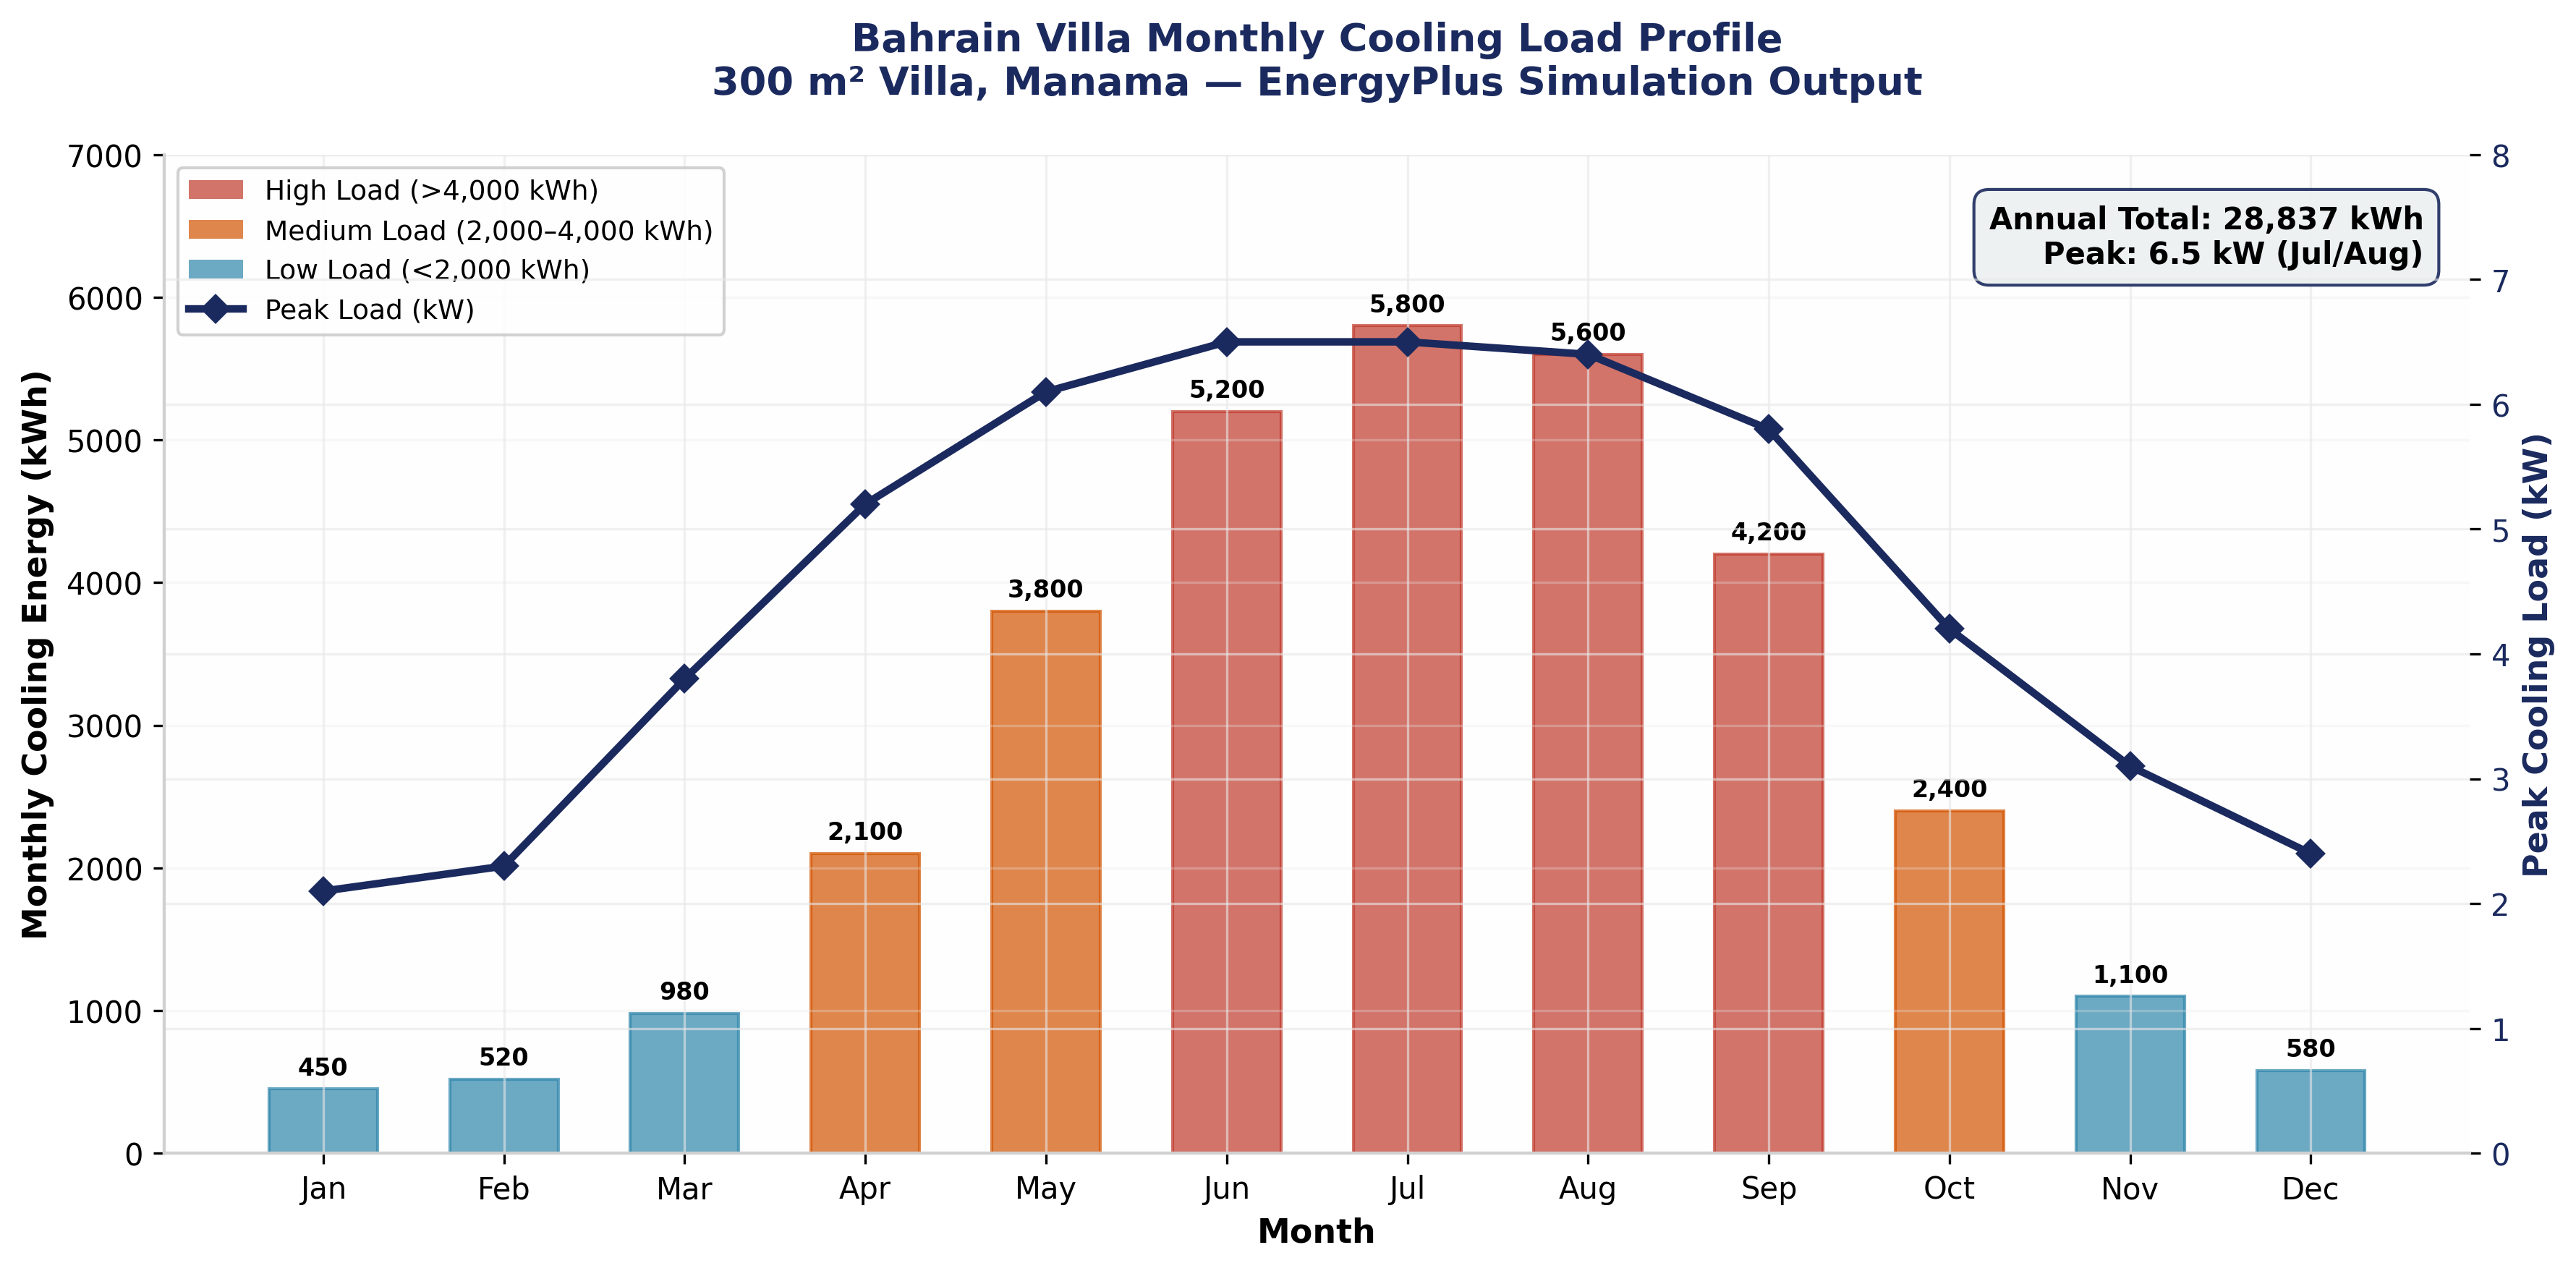 Bahrain Villa Monthly Cooling Load Profile
300 m² Villa, Manama — EnergyPlus Simulation Output
High Load (>4,000 kWh)
Medium Load (2,000–4,000 kWh)
Low Load (<2,000 kWh)
Peak Load (kW)
Annual Total: 28,837 kWh
Peak: 6.5 kW (Jul/Aug)
Monthly Cooling Energy (kWh)
7000
6000
5000
4000
3000
2000
1000
0
450
520
980
2,100
3,800
5,200
5,800
5,600
4,200
2,400
1,100
580
8
7
6
5
4
3
2
1
0
Peak Cooling Load (kW)
Jan Feb Mar Apr May Jun Jul Aug Sep Oct Nov Dec
Month